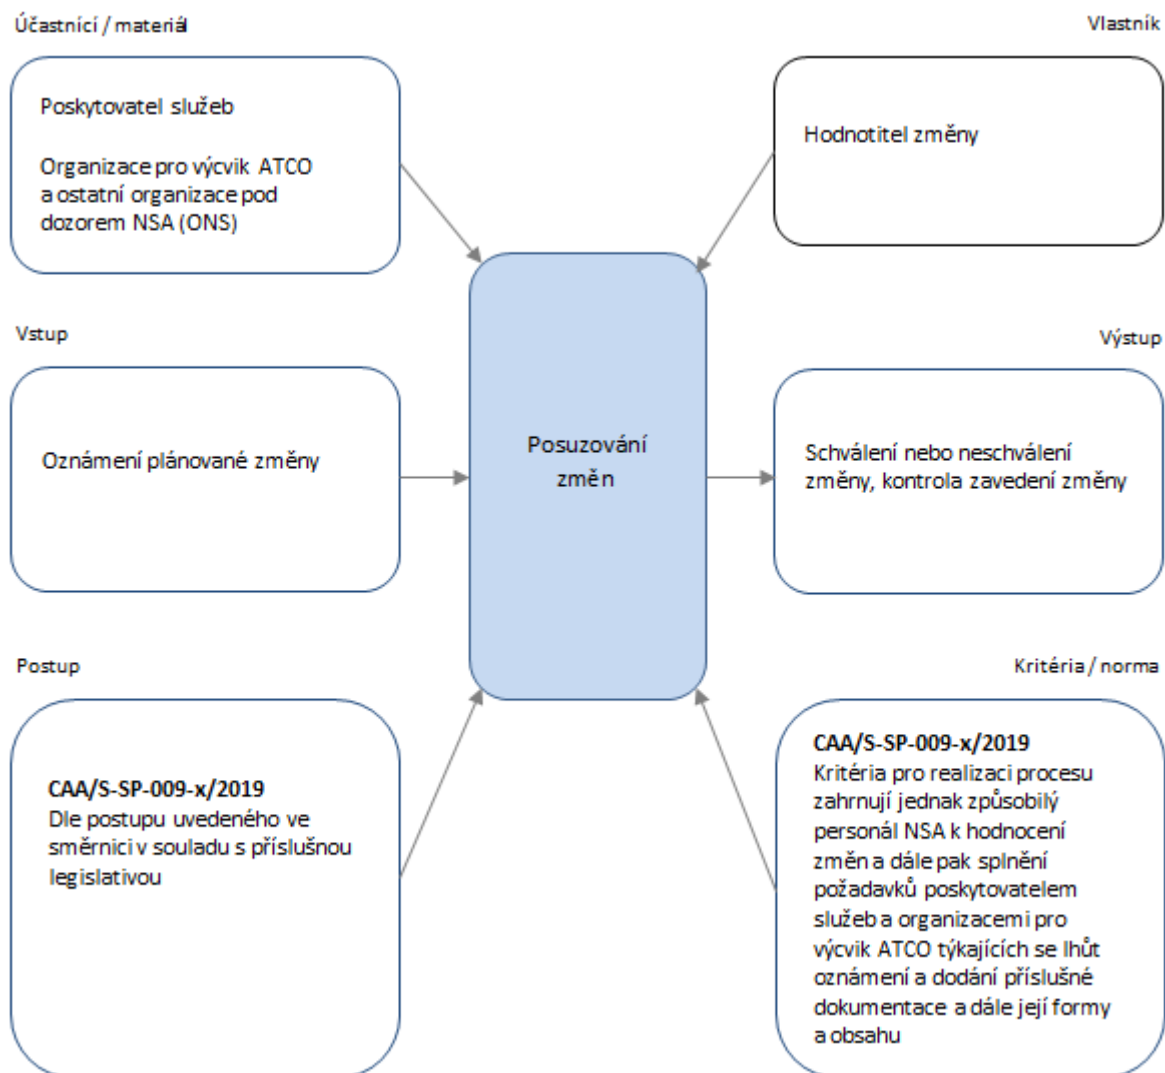 Účastníci / materiál
Vlastník
Poskytovatel služeb
Organizace pro výcvik ATCO
a ostatní organizace pod
dozorem NSA (ONS)
Hodnotitel změny
Vstup
Výstup
Oznámení plánované změny
Posuzování
změn
Schválení nebo neschválení
změny, kontrola zavedení změny
Postup
Kritéria / norma
CAA/S-SP-009-x/2019
Dle postupu uvedeného ve
směrnici v souladu s příslušnou
legislativou
CAA/S-SP-009-x/2019
Kritéria pro realizaci procesu
zahrnují jednak způsobilý
personál NSA k hodnocení
změn a dále pak splnění
požadavků poskytovatelem
služeb a organizacemi pro
výcvik ATCO týkajících se lhůt
oznámení a dodání příslušné
dokumentace a dále její formy
a obsahu